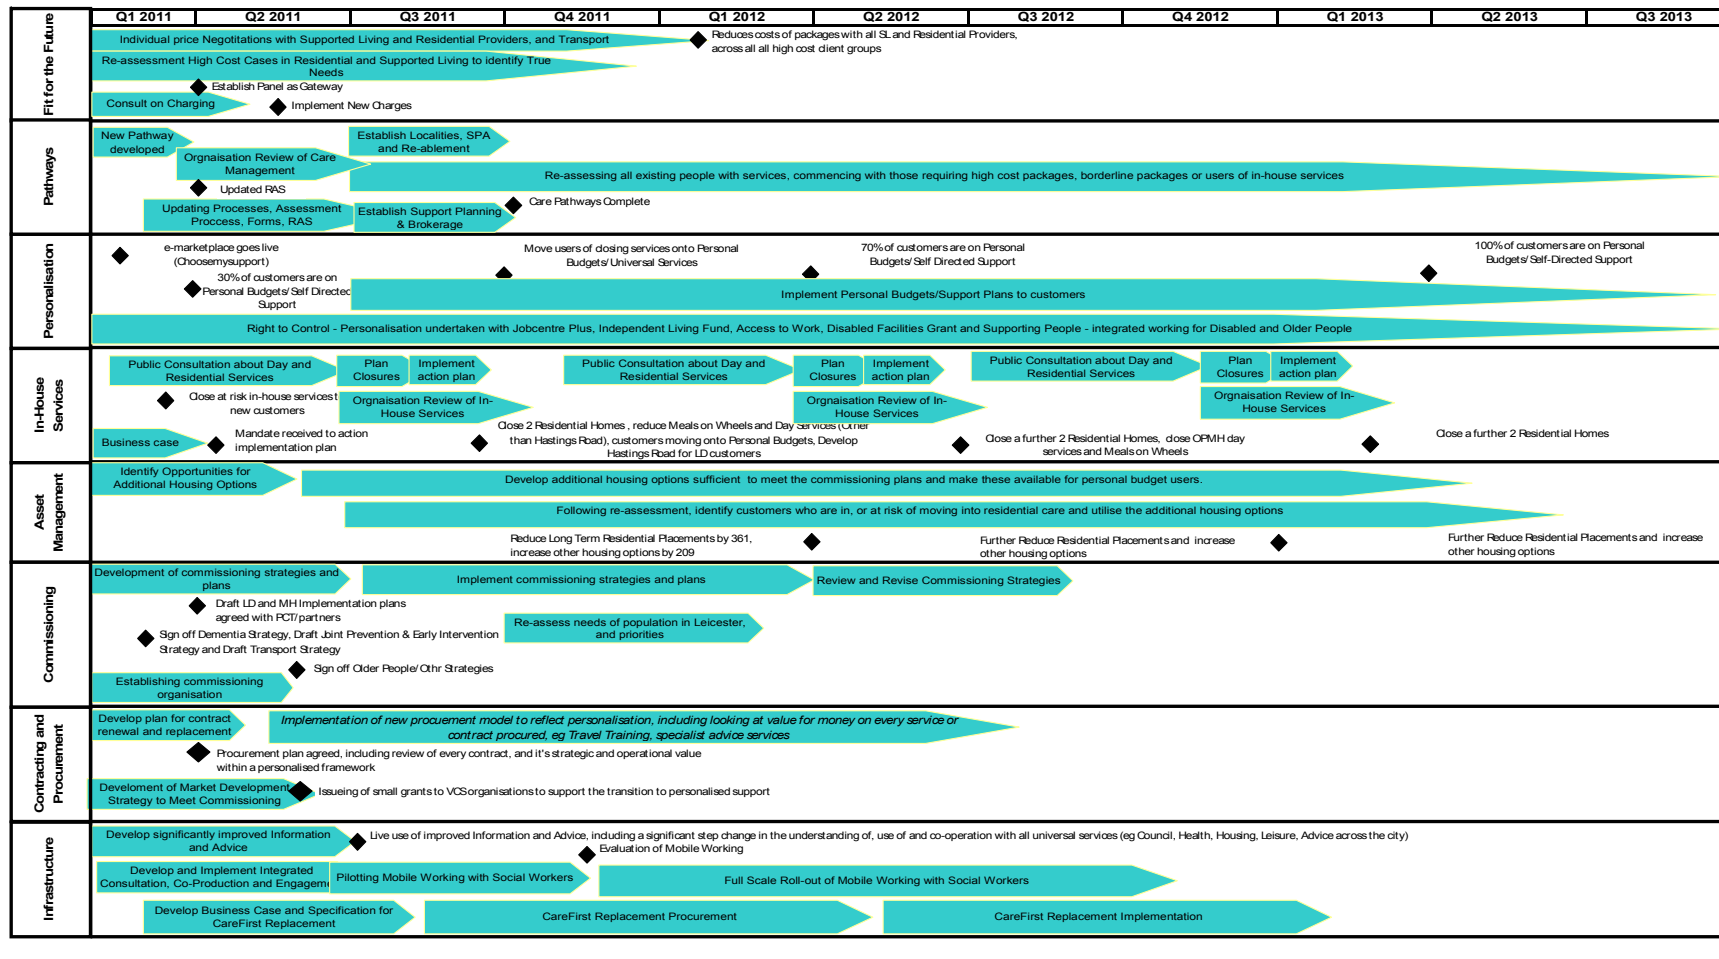 Q1 2011 Q2 2011 Q3 2011 Q4 2011 Q1 2012 Q2 2012 Q3 2012 Q4 2012 Q1 2013 Q2 2013 Q3 2013
Fit for the Future
Individual price Negotitations with Supported Living and Residential Providers, and Transport
Reduces costs of packages with all SL and Residential Providers,
across all all high cost client groups
Re-assessment High Cost Cases in Residential and Supported Living to identify True
Needs
Establish Panel as Gateway
Consult on Charging
Implement New Charges
Pathways
New Pathway
developed
Establish Localities, SPA
and Re-ablement
Orgnaisation Review of Care
Management
Re-assessing all existing people with services, commencing with those requiring high cost packages, borderline packages or users of in-house services
Updated RAS
Updating Processes, Assessment
Proccess, Forms, RAS
Establish Support Planning
& Brokerage
Care Pathways Complete
Personalisation
e-marketplace goes live
(Choosemysupport)
Move users of closing services onto Personal
Budgets/ Universal Services
70% of customers are on Personal
Budgets/ Self Directed Support
100% of customers are on Personal
Budgets/ Self-Directed Support
30% of customers are on
Personal Budgets/ Self Directed
Support
Implement Personal Budgets/Support Plans to customers
Right to Control - Personalisation undertaken with Jobcentre Plus, Independent Living Fund, Access to Work, Disabled Facilities Grant and Supporting People - integrated working for Disabled and Older People
In-House
Services
Public Consultation about Day and
Residential Services
Plan
Closures
Implement
action plan
Public Consultation about Day and
Residential Services
Plan
Closures
Implement
action plan
Public Consultation about Day and
Residential Services
Plan
Closures
Implement
action plan
Close at risk in-house services t
new customers
Orgnaisation Review of In-
House Services
Orgnaisation Review of In-
House Services
Orgnaisation Review of In-
House Services
Business case
Mandate received to action
implementation plan
Close 2 Residential Homes , reduce Meals on Wheels and Day Services (Other
than Hastings Road), customers moving onto Personal Budgets, Develop
Hastings Road for LD customers
Close a further 2 Residential Homes, close OPMH day
services and Meals on Wheels
Close a further 2 Residential Homes
Asset
Management
Identify Opportunities for
Additional Housing Options
Develop additional housing options sufficient to meet the commissioning plans and make these available for personal budget users.
Following re-assessment, identify customers who are in, or at risk of moving into residential care and utilise the additional housing options
Reduce Long Term Residential Placements by 361,
increase other housing options by 209
Further Reduce Residential Placements and increase
other housing options
Further Reduce Residential Placements and increase
other housing options
Commissioning
Development of commissioning strategies and
plans
Implement commissioning strategies and plans
Review and Revise Commissioning Strategies
Draft LD and MH Implementation plans
agreed with PCT/ partners
Re-assess needs of population in Leicester,
and priorities
Sign off Dementia Strategy, Draft Joint Prevention & Early Intervention
Strategy and Draft Transport Strategy
Sign off Older People/ Othr Strategies
Establishing commissioning
organisation
Contracting and
Procurement
Develop plan for contract
renewal and replacement
Implementation of new procuement model to reflect personalisation, including looking at value for money on every service or
contract procured, eg Travel Training, specialist advice services
Procurement plan agreed, including review of every contract, and it's strategic and operational value
within a personalised framework
Develoment of Market Development
Strategy to Meet Commissioning
Issueing of small grants to VCS organisations to support the transition to personalised support
Infrastructure
Develop significantly improved Information
and Advice
Live use of improved Information and Advice, including a significant step change in the understanding of, use of and co-operation with all universal services (eg Council, Health, Housing, Leisure, Advice across the city)
Evaluation of Mobile Working
Develop and Implement Integrated
Consultation, Co-Production and Engageme
Pilotting Mobile Working with Social Workers
Full Scale Roll-out of Mobile Working with Social Workers
Develop Business Case and Specification for
CareFirst Replacement
CareFirst Replacement Procurement
CareFirst Replacement Implementation